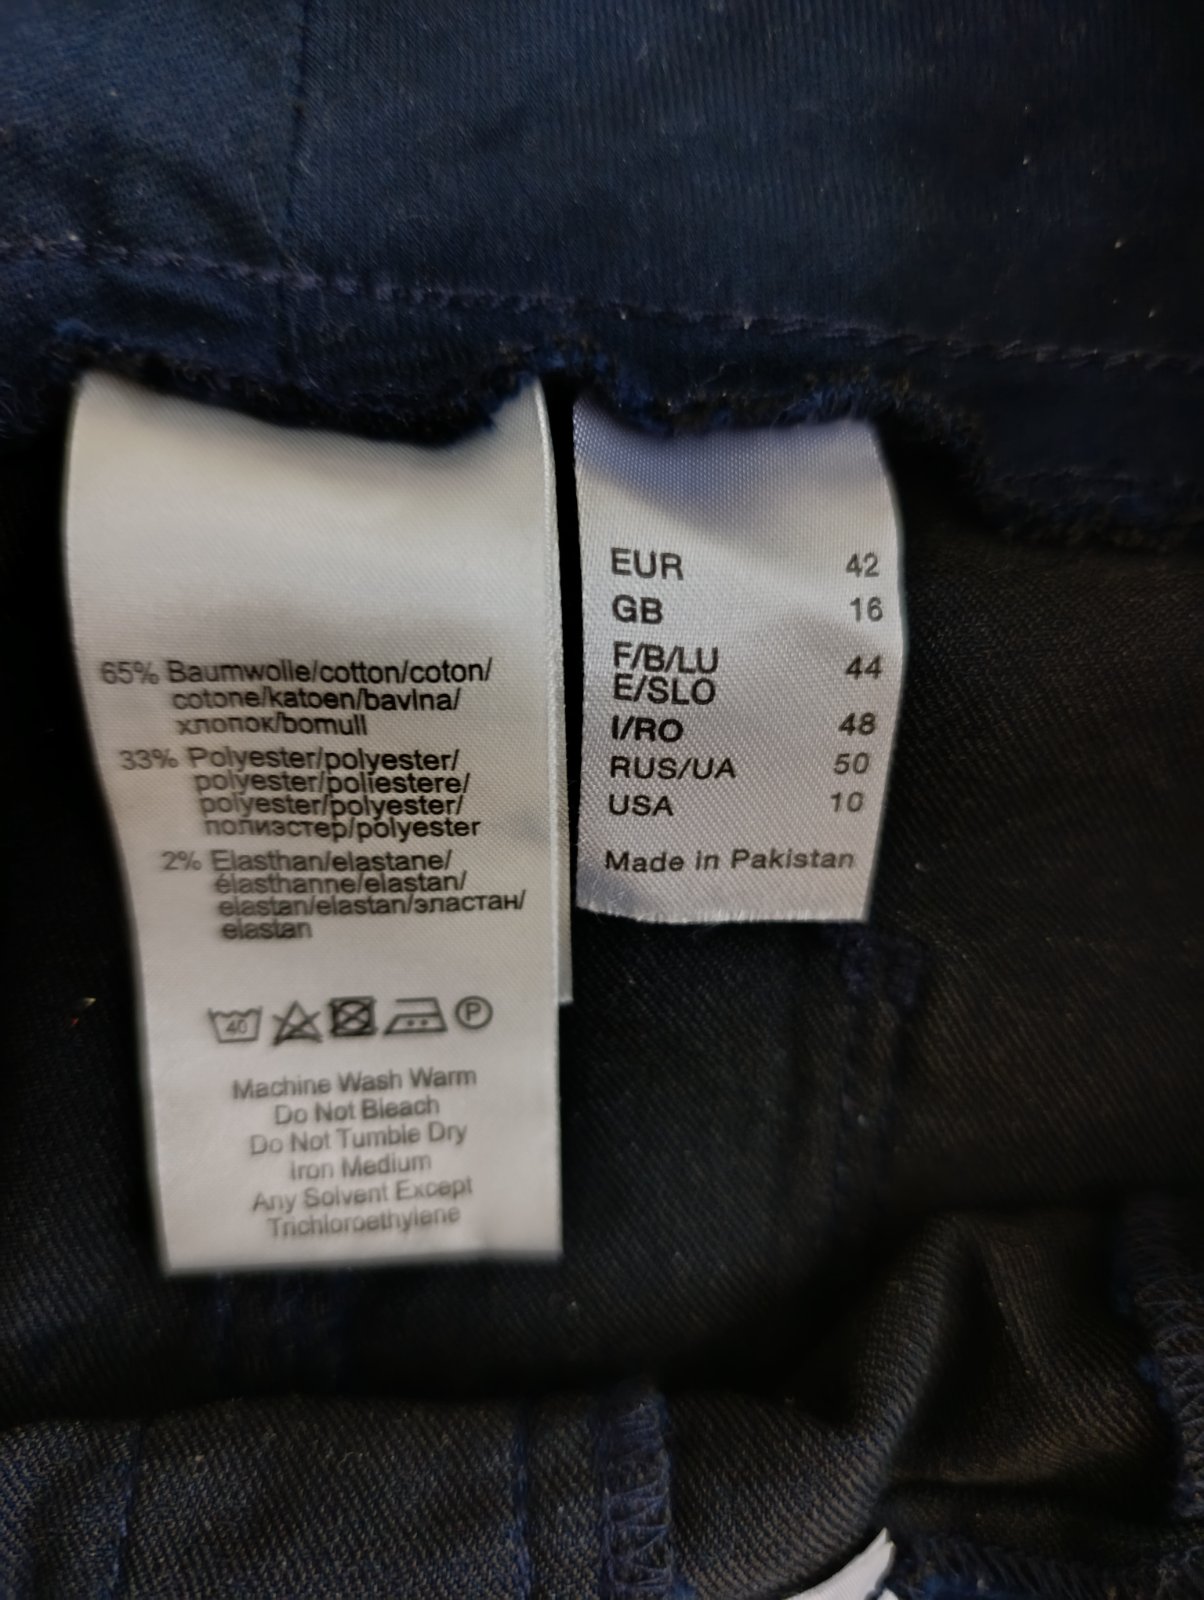 65% Baumwolle/cotton/coton/
cotone/katoen/bavlna/
хлопок/bomull
33% Polyester/polyester/
polyester/poliestere/
polyester/polyester/
полиэстер/polyester
2% Elasthan/elastane/
élasthanne/elastan/
elastan/elastan/эластан/
elastan
40 P
Machine Wash Warm
Do Not Bleach
Do Not Tumble Dry
Iron Medium
Any Solvent Except
Trichloroethylene
EUR 42
GB 16
F/B/LU 44
E/SLO
I/RO 48
RUS/UA 50
USA 10
Made in Pakistan